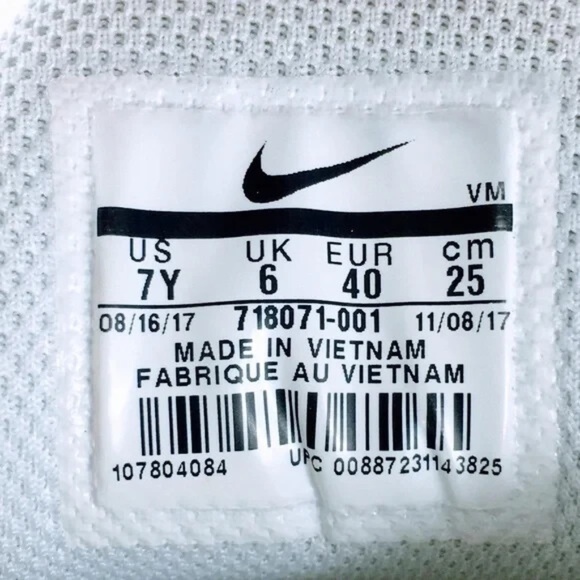 VM
US UK EUR cm
7Y 6 40 25
08/16/17 718071-001 11/08/17
MADE IN VIETNAM
FABRIQUE AU VIETNAM
107804084 UPC 00887231143825